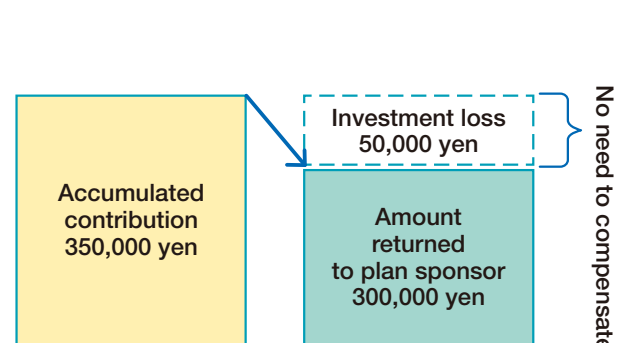 Accumulated
contribution
350,000 yen
Investment loss
50,000 yen
Amount
returned
to plan sponsor
300,000 yen
No need to compensate